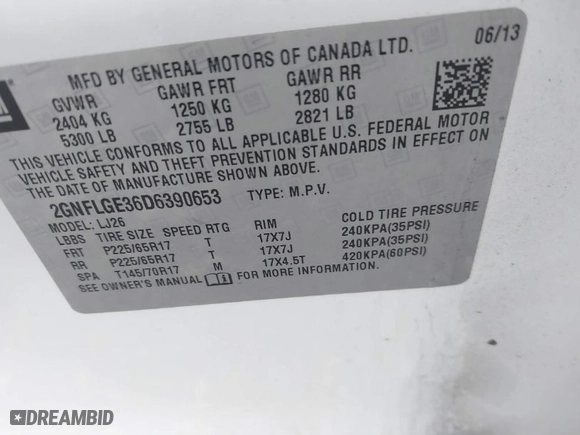 GM
MFD BY GENERAL MOTORS OF CANADA LTD. 06/13
GVWR GAWR FRT GAWR RR
2404 KG 1250 KG 1280 KG
5300 LB 2755 LB 2821 LB
THIS VEHICLE CONFORMS TO ALL APPLICABLE U.S. FEDERAL MOTOR
VEHICLE SAFETY AND THEFT PREVENTION STANDARDS IN EFFECT ON
THE DATE OF MANUFACTURE SHOWN ABOVE.
2GNFLGE36D6390653 TYPE: M.P.V.
MODEL: LJ26
LBBS TIRE SIZE SPEED RTG RIM COLD TIRE PRESSURE
FRT P225/65R17 T 17X7J 240KPA(35PSI)
RR P225/65R17 T 17X7J 240KPA(35PSI)
SPA T145/70R17 M 17X4.5T 420KPA(60PSI)
SEE OWNER'S MANUAL FOR MORE INFORMATION.
DREAMBID